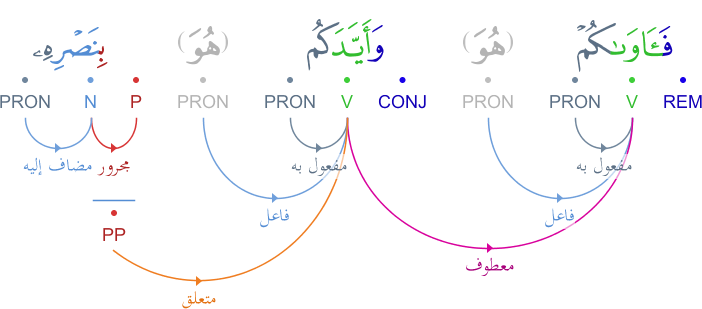 فَـَٔاوَىٰكُمْ (هُوَ) وَأَيَّدَكُم (هُوَ) بِنَصْرِهِۦ
PRON N P PRON PRON V CONJ PRON PRON V REM
مضاف إليه مجرور مفعول به مفعول به
فاعل فاعل
PP
معطوف
متعلق